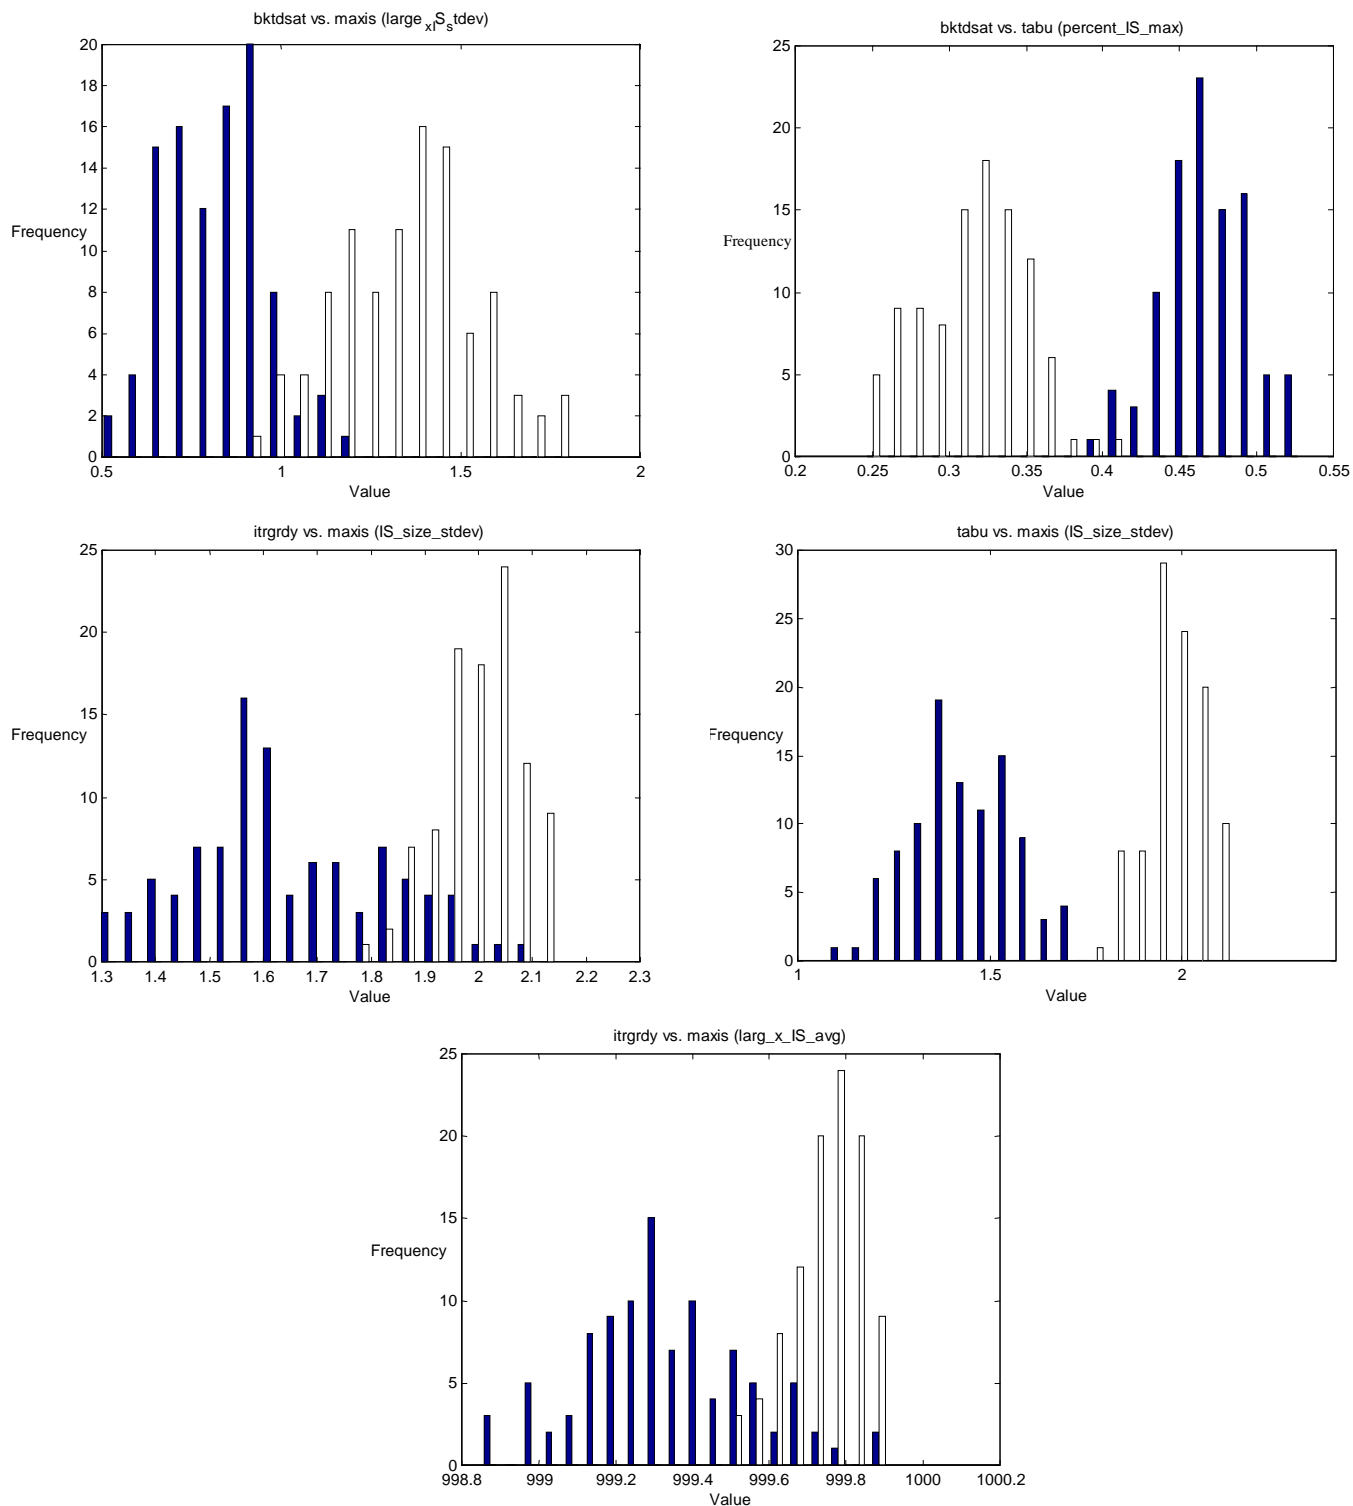 bktdsat vs. maxis (large xIS stdev)
20
18
16
14
12
Frequency
10
8
6
4
2
0
0.5 1 1.5 2
Value
bktdsat vs. tabu (percent_IS_max)
25
20
15
Frequency
10
5
0
0.2 0.25 0.3 0.35 0.4 0.45 0.5 0.55
Value
itrgrdy vs. maxis (IS_size_stdev)
25
20
15
Frequency
10
5
0
1.3 1.4 1.5 1.6 1.7 1.8 1.9 2 2.1 2.2 2.3
Value
tabu vs. maxis (IS_size_stdev)
30
25
20
Frequency
15
10
5
0
1 1.5 2
Value
itrgrdy vs. maxis (larg_x_IS_avg)
25
20
15
Frequency
10
5
0
998.8 999 999.2 999.4 999.6 999.8 1000 1000.2
Value